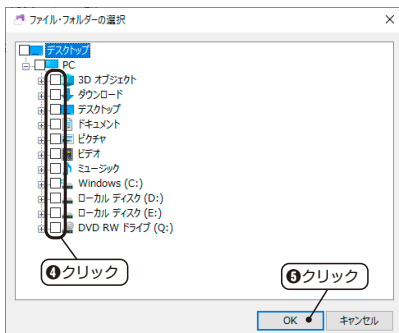 ファイル・フォルダーの選択
デスクトップ
PC
3D オブジェクト
ダウンロード
デスクトップ
ドキュメント
ピクチャ
ビデオ
ミュージック
Windows (C:)
ローカル ディスク (D:)
ローカル ディスク (E:)
DVD RW ドライブ (Q:)
❹クリック
❺クリック
OK
キャンセル